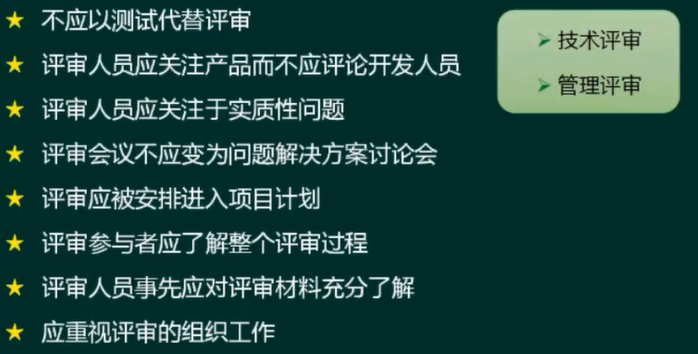 不应以测试代替评审
评审人员应关注产品而不应评论开发人员
评审人员应关注于实质性问题
评审会议不应变为问题解决方案讨论会
评审应被安排进入项目计划
评审参与者应了解整个评审过程
评审人员事先应对评审材料充分了解
应重视评审的组织工作
技术评审
管理评审